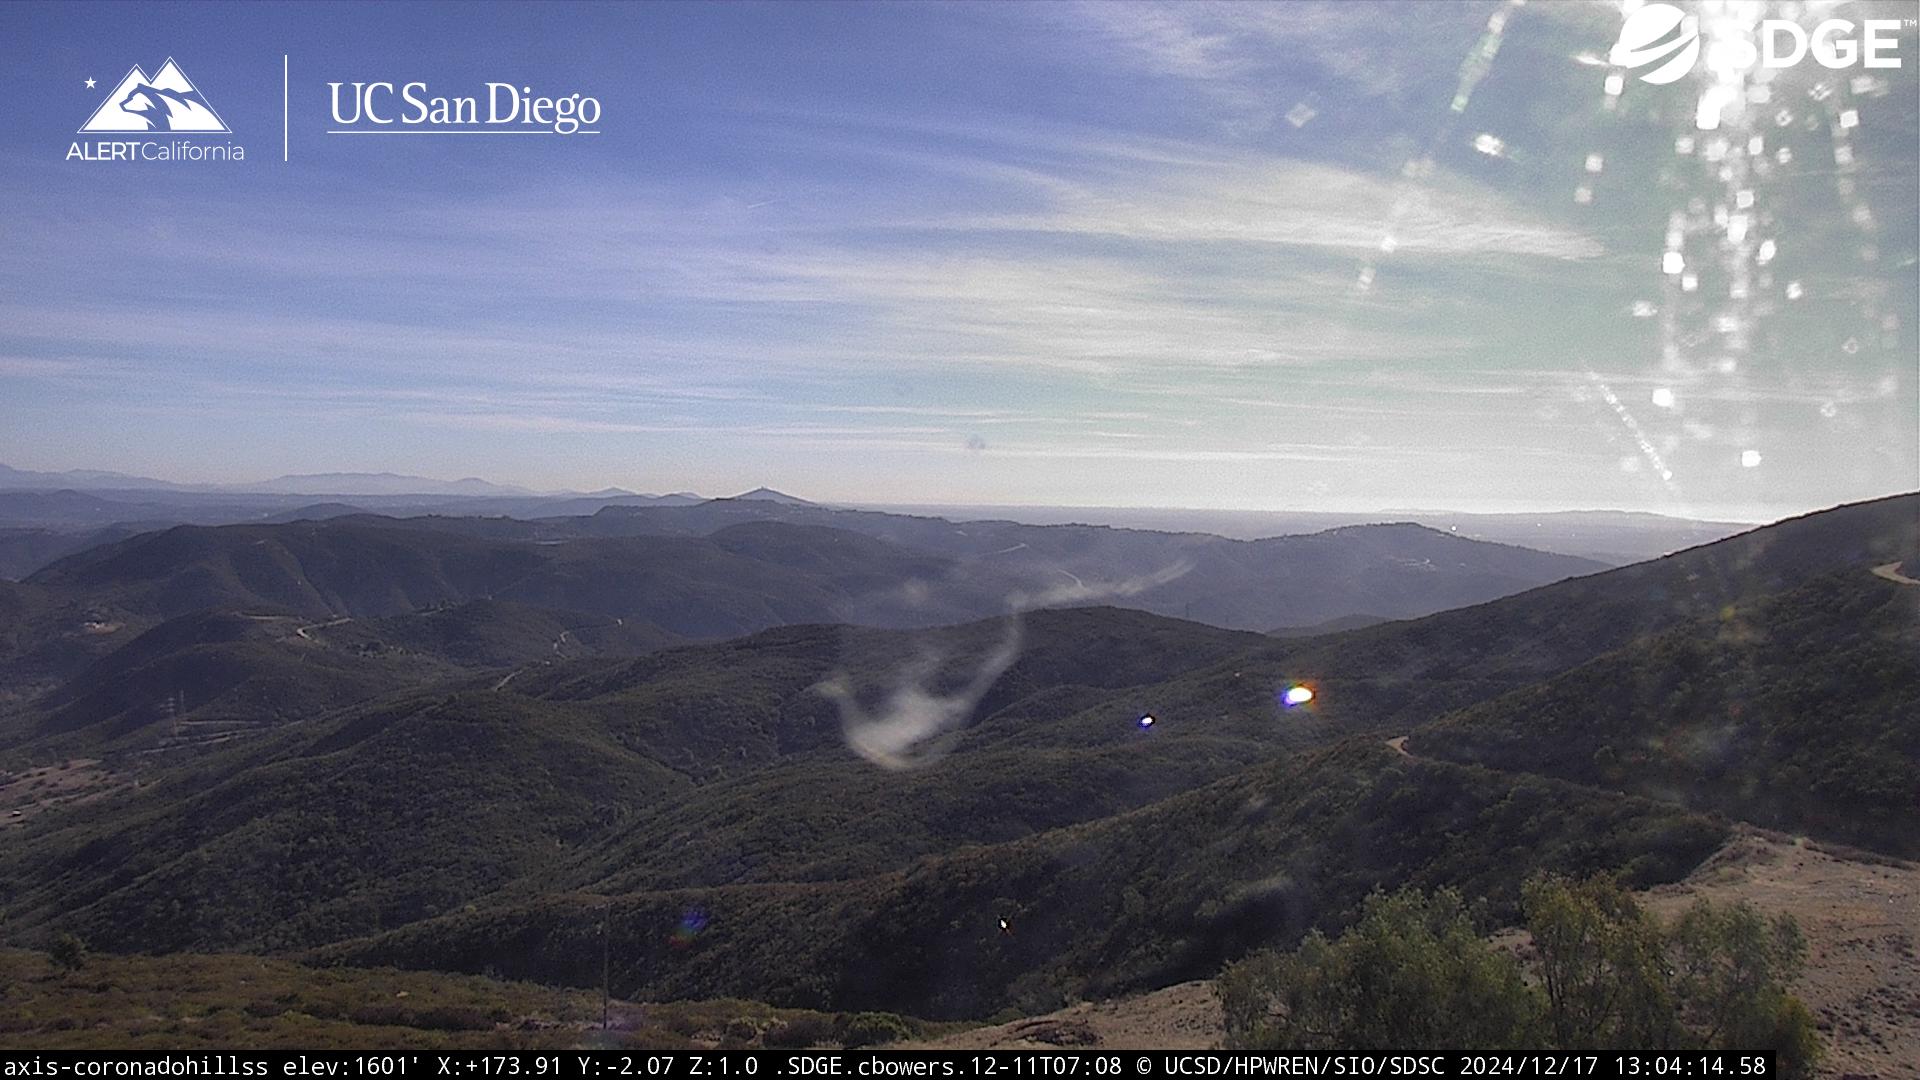 ALERTCalifornia
UC San Diego
SDGE™
axis-coronadohillss elev:1601' X:+173.91 Y:-2.07 Z:1.0 .SDGE.cbowers.12-11T07:08 © UCSD/HPWREN/SIO/SDSC 2024/12/17 13:04:14.58